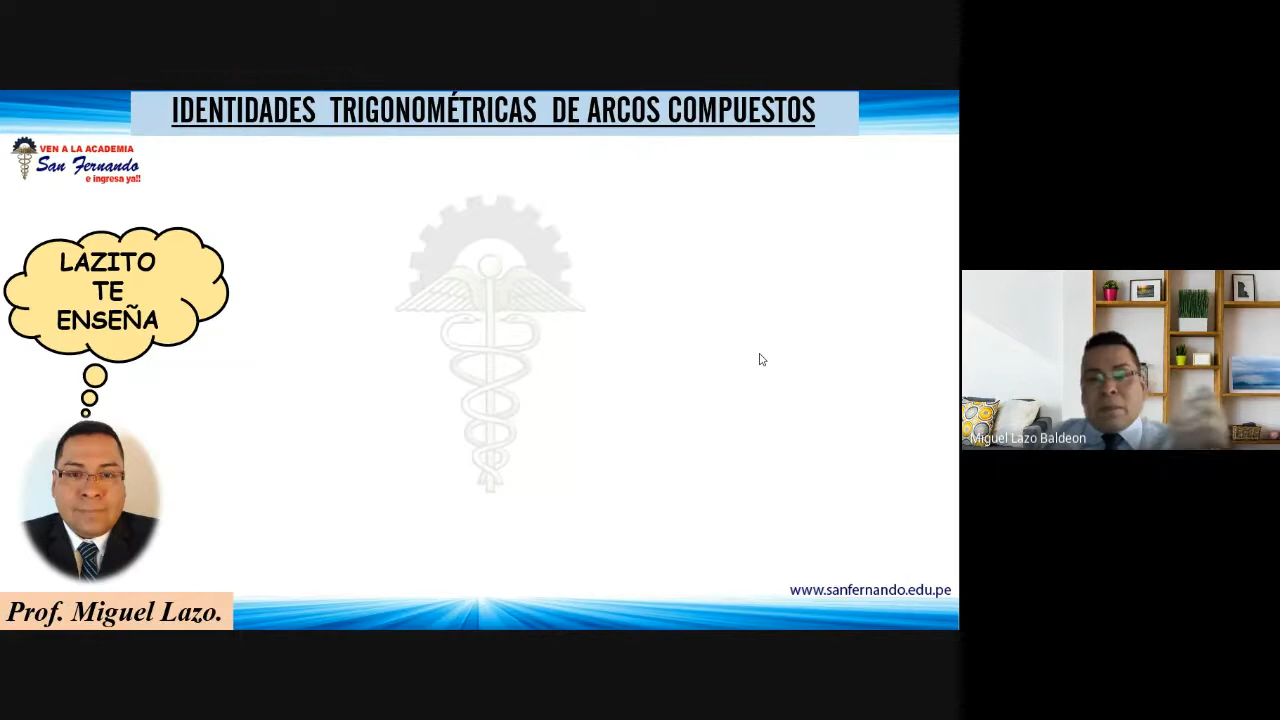 IDENTIDADES TRIGONOMÉTRICAS DE ARCOS COMPUESTOS
VEN A LA ACADEMIA
San Fernando
e ingresa ya!!
LAZITO
TE
ENSEÑA
Miguel Lazo Baldeon
www.sanfernando.edu.pe
Prof. Miguel Lazo.